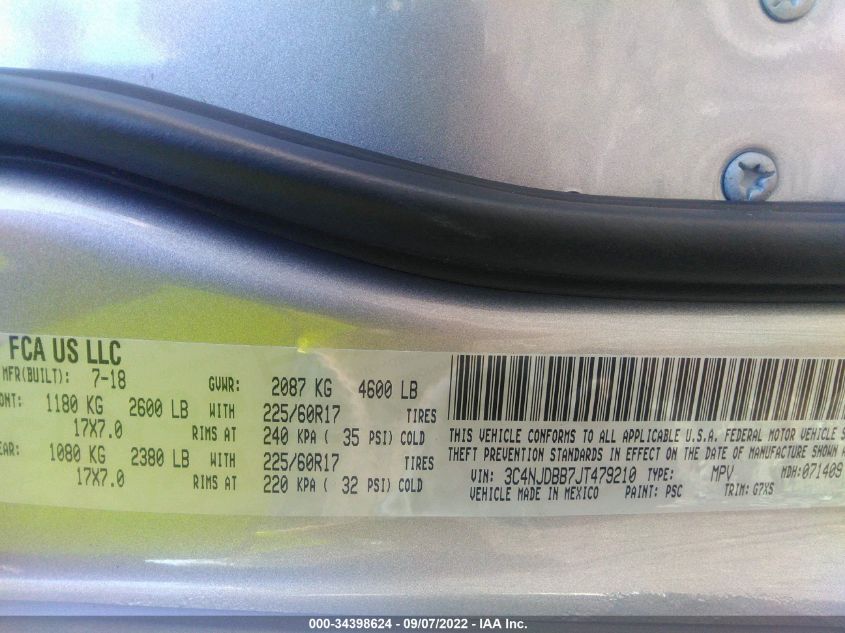 FCA US LLC
MFR(BUILT): 7-18 GVWR: 2087 KG 4600 LB
ONT: 1180 KG 2600 LB WITH 225/60R17 TIRES
17X7.0 RIMS AT 240 KPA ( 35 PSI) COLD
EAR: 1080 KG 2380 LB WITH 225/60R17 TIRES
17X7.0 RIMS AT 220 KPA ( 32 PSI) COLD
THIS VEHICLE CONFORMS TO ALL APPLICABLE U.S.A. FEDERAL MOTOR VEHICLE S
THEFT PREVENTION STANDARDS IN EFFECT ON THE DATE OF MANUFACTURE SHOWN
VIN: 3C4NJDBB7JT479210 TYPE: MPV MDH:071409
VEHICLE MADE IN MEXICO PAINT: PSC TRIM: G7XS
000-34398624 - 09/07/2022 - IAA Inc.